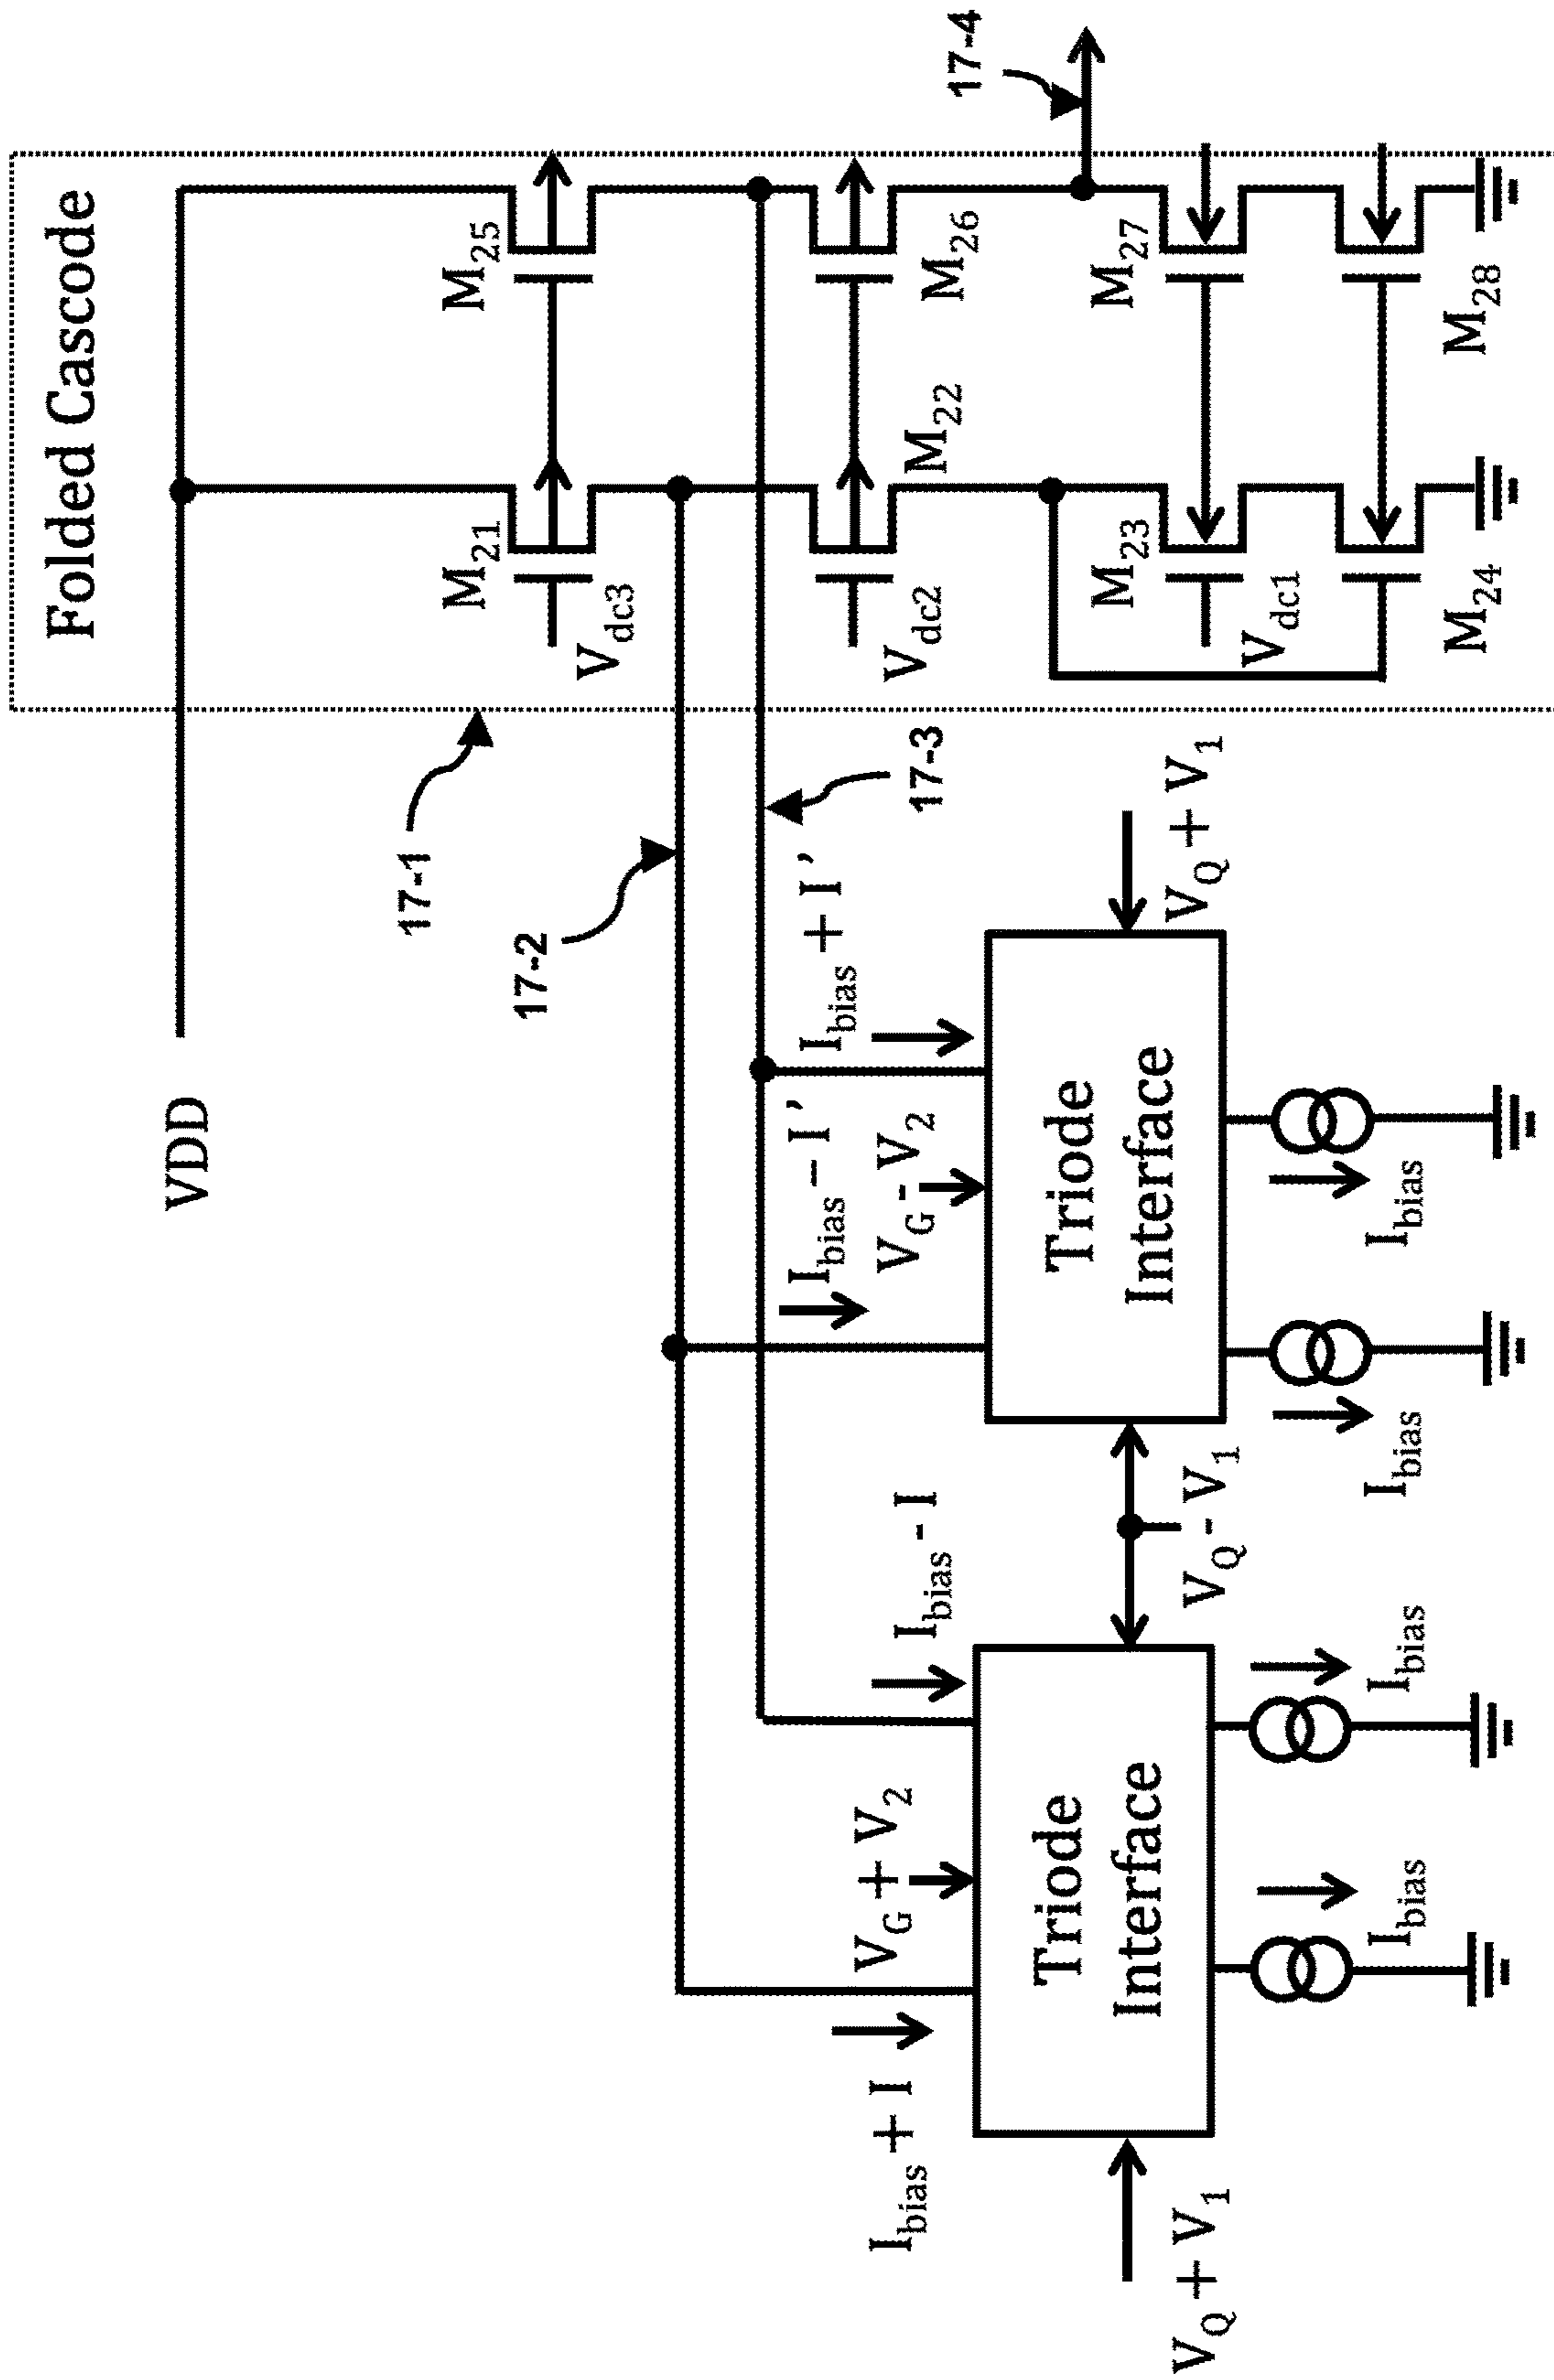 Folded Cascode
VDD
17-1
17-2
17-3
17-4
M21
M25
Vdc3
M22
M26
Vdc2
M23
M27
Vdc1
M24
M28
Ibias + I
VG + V2
Ibias - I
Ibias − I’
VG - V2
Ibias + I’
VQ + V1
Triode
Interface
VQ - V1
Triode
Interface
VQ + V1
Ibias
Ibias
Ibias
Ibias